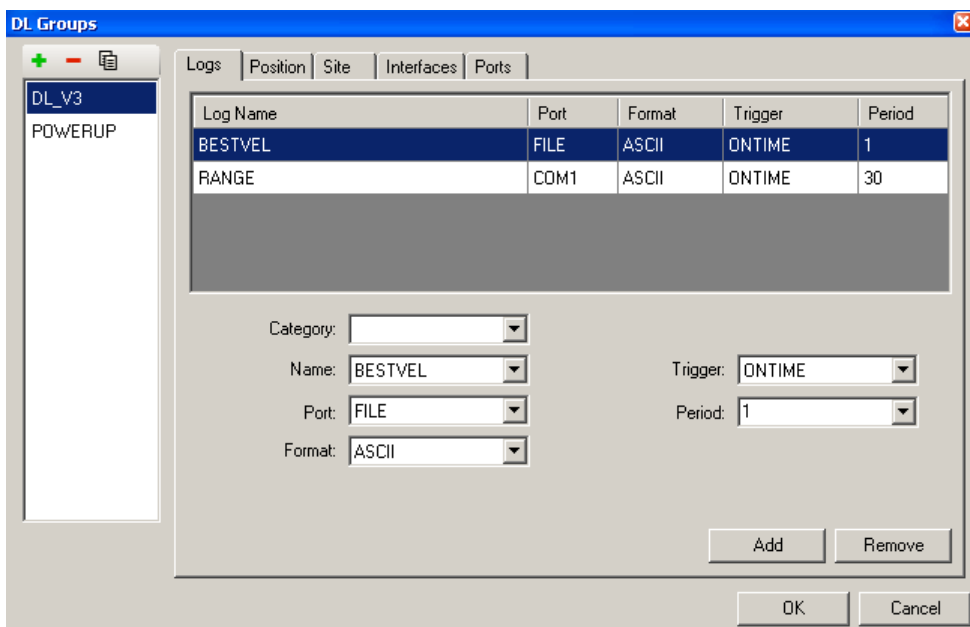 DL Groups
Logs Position Site Interfaces Ports
DL_V3
POWERUP
Log Name Port Format Trigger Period
BESTVEL FILE ASCII ONTIME 1
RANGE COM1 ASCII ONTIME 30
Category:
Name: BESTVEL Trigger: ONTIME
Port: FILE Period: 1
Format: ASCII
Add Remove
OK Cancel